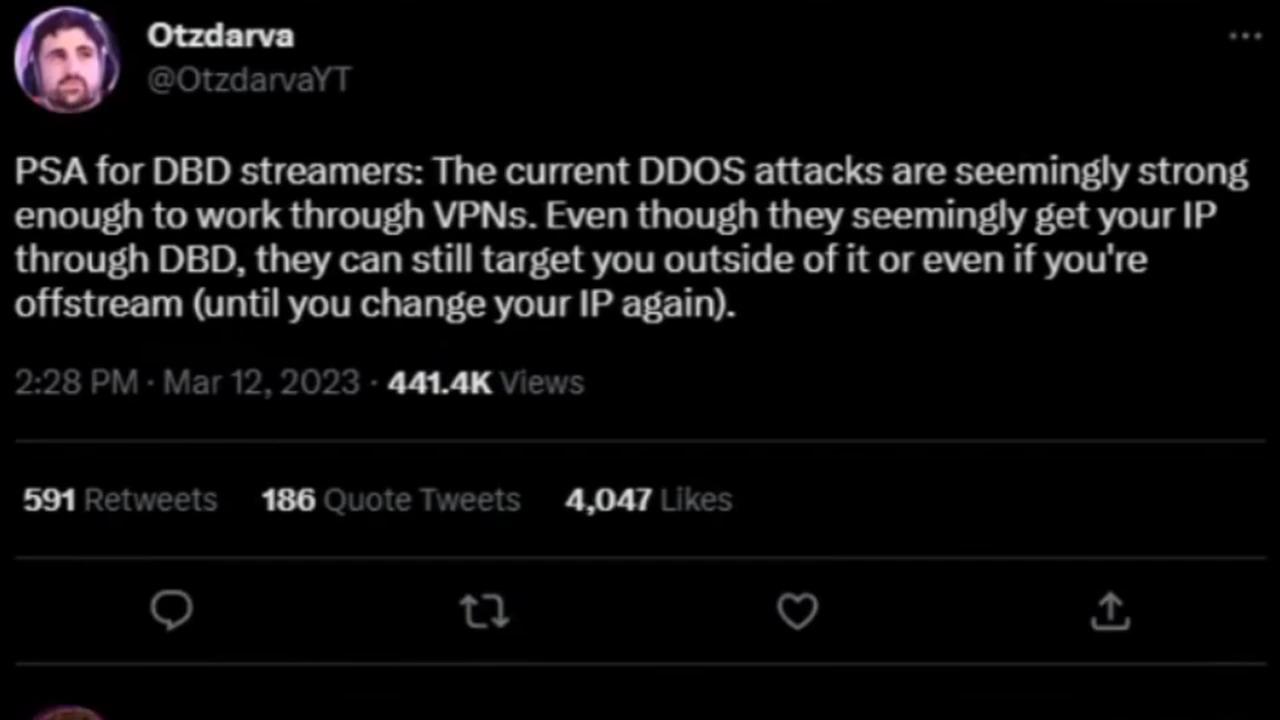 Otzdarva
@OtzdarvaYT
PSA for DBD streamers: The current DDOS attacks are seemingly strong
enough to work through VPNs. Even though they seemingly get your IP
through DBD, they can still target you outside of it or even if you're
offstream (until you change your IP again).
2:28 PM · Mar 12, 2023 · 441.4K Views
591 Retweets 186 Quote Tweets 4,047 Likes